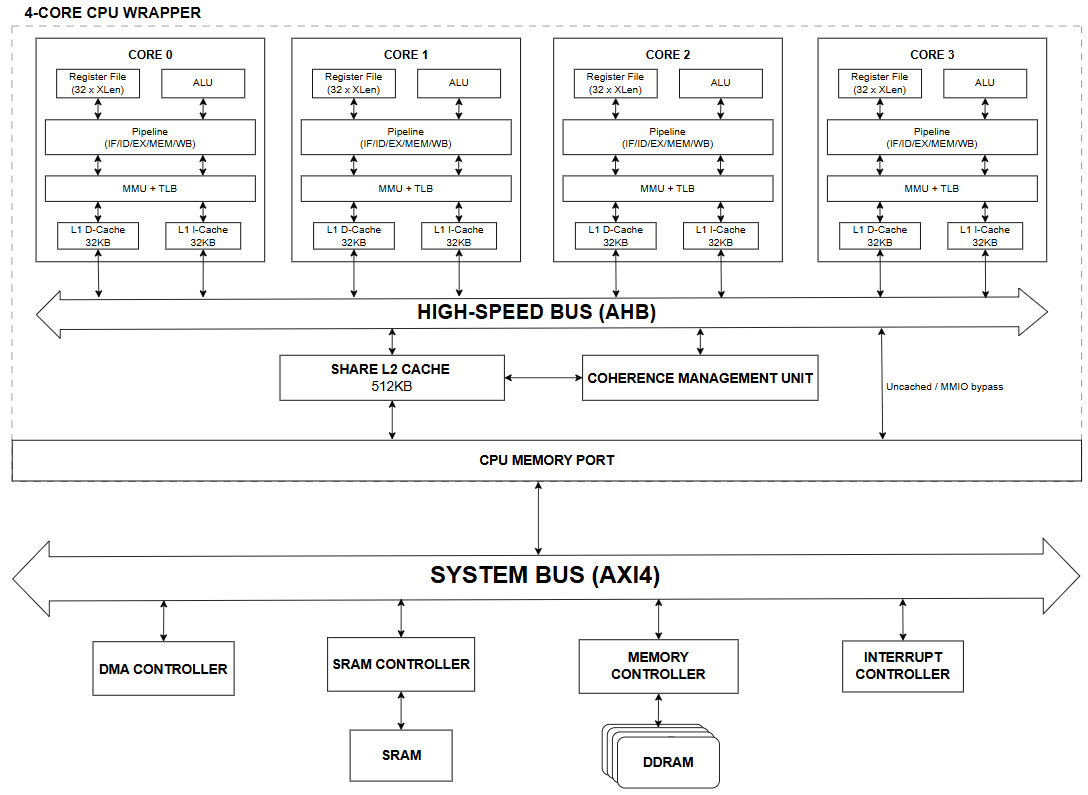 4-CORE CPU WRAPPER
CORE 0
Register File
(32 x XLen)
ALU
Pipeline
(IF/ID/EX/MEM/WB)
MMU + TLB
L1 D-Cache
32KB
L1 I-Cache
32KB
CORE 1
Register File
(32 x XLen)
ALU
Pipeline
(IF/ID/EX/MEM/WB)
MMU + TLB
L1 D-Cache
32KB
L1 I-Cache
32KB
CORE 2
Register File
(32 x XLen)
ALU
Pipeline
(IF/ID/EX/MEM/WB)
MMU + TLB
L1 D-Cache
32KB
L1 I-Cache
32KB
CORE 3
Register File
(32 x XLen)
ALU
Pipeline
(IF/ID/EX/MEM/WB)
MMU + TLB
L1 D-Cache
32KB
L1 I-Cache
32KB
HIGH-SPEED BUS (AHB)
SHARE L2 CACHE
512KB
COHERENCE MANAGEMENT UNIT
Uncached / MMIO bypass
CPU MEMORY PORT
SYSTEM BUS (AXI4)
DMA CONTROLLER
SRAM CONTROLLER
MEMORY
CONTROLLER
INTERRUPT
CONTROLLER
SRAM
DDRAM